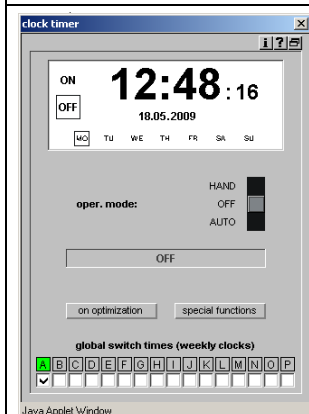 clock timer
i ?
ON 12:48:16
OFF
18.05.2009
MO TU WE TH FR SA SU
HAND
oper. mode: OFF
AUTO
OFF
on optimization special functions
global switch times (weekly clocks)
A B C D E F G H I J K L M N O P
Java Applet Window